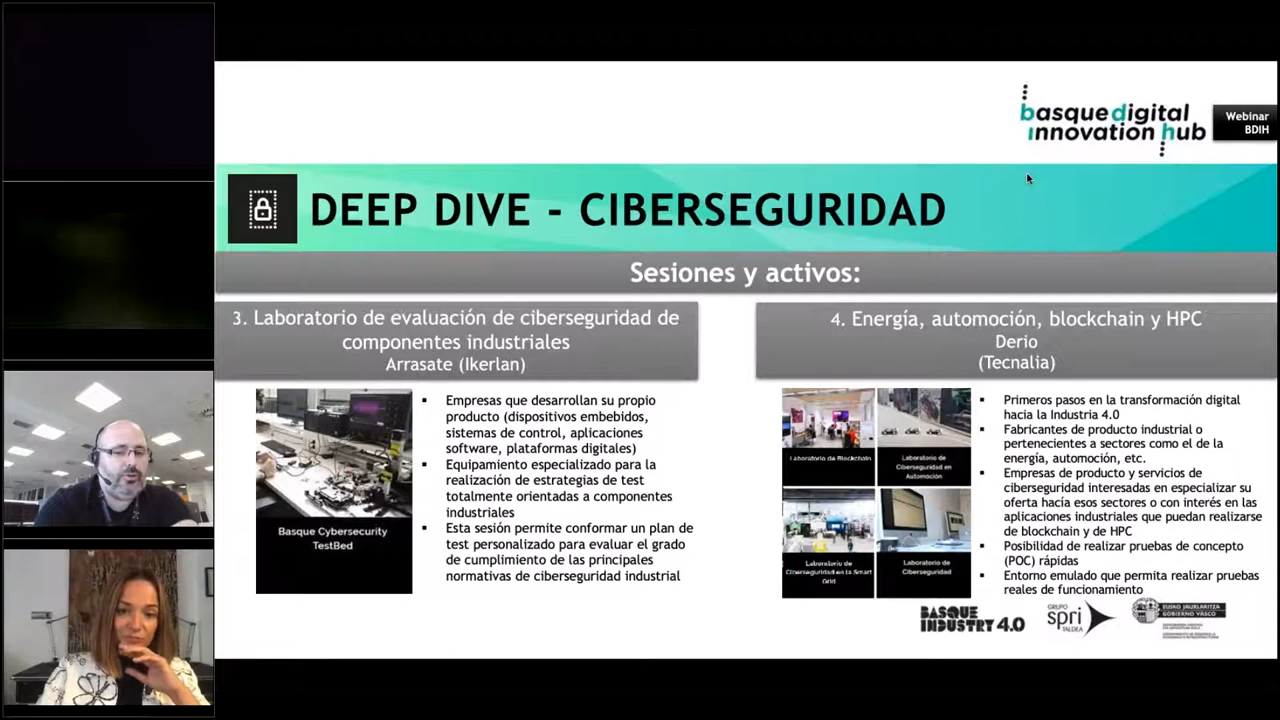 basque digital
innovation hub
Webinar
BDIH
DEEP DIVE - CIBERSEGURIDAD
Sesiones y activos:
3. Laboratorio de evaluación de ciberseguridad de
componentes industriales
Arrasate (Ikerlan)
Basque Cybersecurity
TestBed
▪ Empresas que desarrollan su propio
producto (dispositivos embebidos,
sistemas de control, aplicaciones
software, plataformas digitales)
▪ Equipamiento especializado para la
realización de estrategias de test
totalmente orientadas a componentes
industriales
▪ Esta sesión permite conformar un plan de
test personalizado para evaluar el grado
de cumplimiento de las principales
normativas de ciberseguridad industrial
4. Energía, automoción, blockchain y HPC
Derio
(Tecnalia)
Laboratorio de Blockchain
Laboratorio de
Ciberseguridad en
Automoción
Laboratorio de
Ciberseguridad en la Smart
Grid
Laboratorio de
Ciberseguridad
▪ Primeros pasos en la transformación digital
hacia la Industria 4.0
▪ Fabricantes de producto industrial o
pertenecientes a sectores como el de la
energía, automoción, etc.
▪ Empresas de producto y servicios de
ciberseguridad interesadas en especializar su
oferta hacía esos sectores o con interés en las
aplicaciones industriales que puedan realizarse
de blockchain y de HPC
▪ Posibilidad de realizar pruebas de concepto
(POC) rápidas
▪ Entorno emulado que permita realizar pruebas
reales de funcionamiento
BASQUE
INDUSTRY 4.0
GRUPO
spri
TALDEA
EUSKO JAURLARITZA
GOBIERNO VASCO